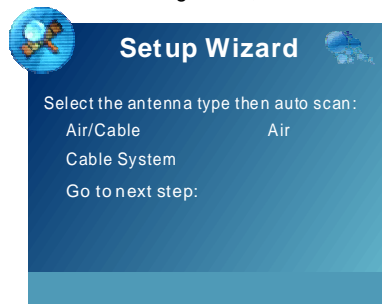 Setup Wizard
Select the antenna type then auto scan:
Air/Cable Air
Cable System
Go to next step: